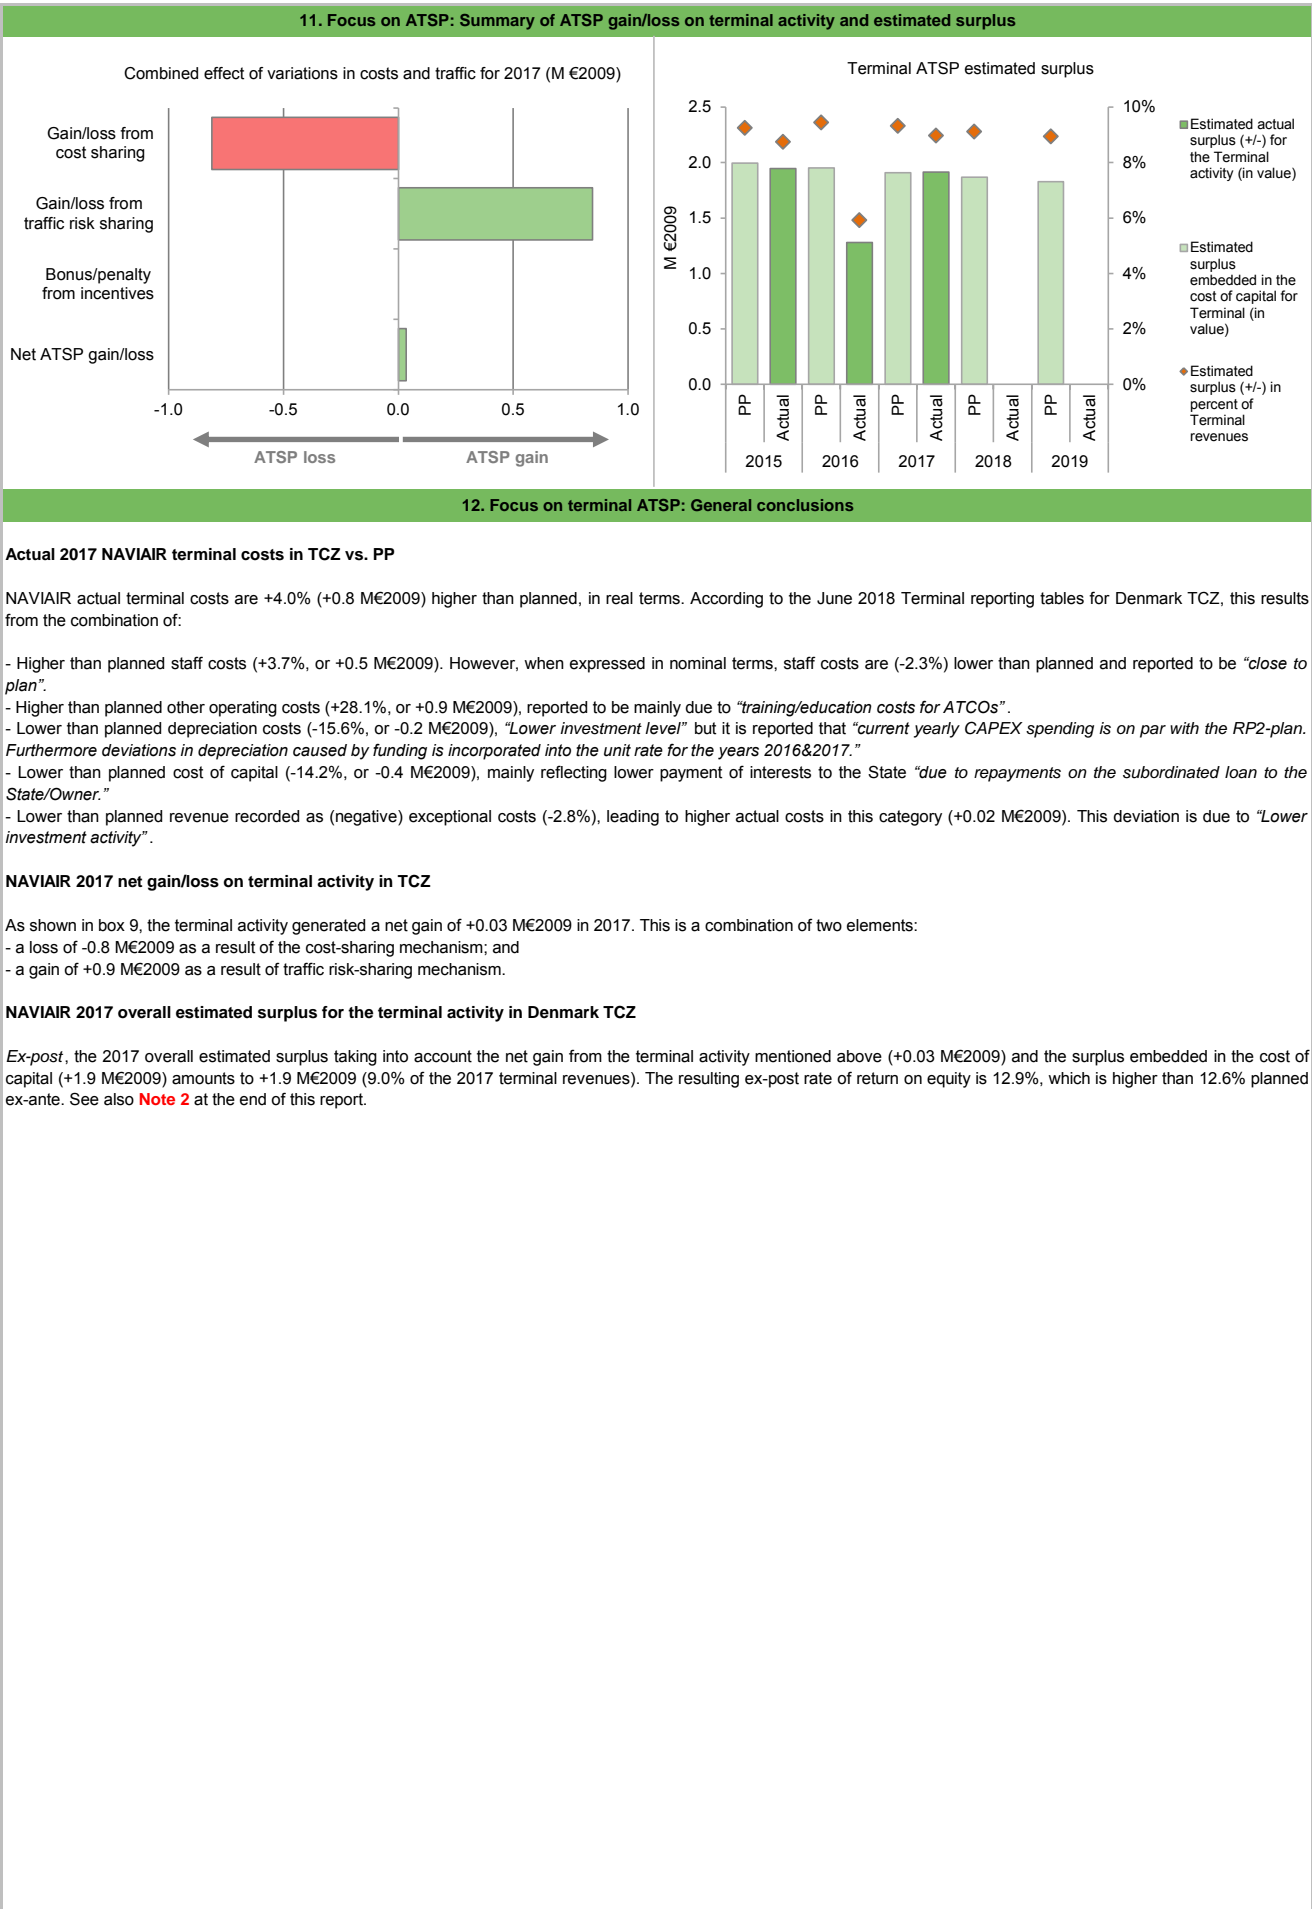 11. Focus on ATSP: Summary of ATSP gain/loss on terminal activity and estimated surplus
Combined effect of variations in costs and traffic for 2017 (M €2009)
Gain/loss from
cost sharing
Gain/loss from
traffic risk sharing
Bonus/penalty
from incentives
Net ATSP gain/loss
-1.0 -0.5 0.0 0.5 1.0
ATSP loss ATSP gain
Terminal ATSP estimated surplus
M €2009
2.5
2.0
1.5
1.0
0.5
0.0
10%
8%
6%
4%
2%
0%
PP Actual PP Actual PP Actual PP Actual PP Actual
2015 2016 2017 2018 2019
Estimated actual
surplus (+/-) for
the Terminal
activity (in value)
Estimated
surplus
embedded in the
cost of capital for
Terminal (in
value)
Estimated
surplus (+/-) in
percent of
Terminal
revenues
12. Focus on terminal ATSP: General conclusions
Actual 2017 NAVIAIR terminal costs in TCZ vs. PP
NAVIAIR actual terminal costs are +4.0% (+0.8 M€2009) higher than planned, in real terms. According to the June 2018 Terminal reporting tables for Denmark TCZ, this results
from the combination of:
- Higher than planned staff costs (+3.7%, or +0.5 M€2009). However, when expressed in nominal terms, staff costs are (-2.3%) lower than planned and reported to be “close to
plan”.
- Higher than planned other operating costs (+28.1%, or +0.9 M€2009), reported to be mainly due to “training/education costs for ATCOs” .
- Lower than planned depreciation costs (-15.6%, or -0.2 M€2009), “Lower investment level” but it is reported that “current yearly CAPEX spending is on par with the RP2-plan.
Furthermore deviations in depreciation caused by funding is incorporated into the unit rate for the years 2016&2017.”
- Lower than planned cost of capital (-14.2%, or -0.4 M€2009), mainly reflecting lower payment of interests to the State “due to repayments on the subordinated loan to the
State/Owner.”
- Lower than planned revenue recorded as (negative) exceptional costs (-2.8%), leading to higher actual costs in this category (+0.02 M€2009). This deviation is due to “Lower
investment activity” .
NAVIAIR 2017 net gain/loss on terminal activity in TCZ
As shown in box 9, the terminal activity generated a net gain of +0.03 M€2009 in 2017. This is a combination of two elements:
- a loss of -0.8 M€2009 as a result of the cost-sharing mechanism; and
- a gain of +0.9 M€2009 as a result of traffic risk-sharing mechanism.
NAVIAIR 2017 overall estimated surplus for the terminal activity in Denmark TCZ
Ex-post, the 2017 overall estimated surplus taking into account the net gain from the terminal activity mentioned above (+0.03 M€2009) and the surplus embedded in the cost of
capital (+1.9 M€2009) amounts to +1.9 M€2009 (9.0% of the 2017 terminal revenues). The resulting ex-post rate of return on equity is 12.9%, which is higher than 12.6% planned
ex-ante. See also Note 2 at the end of this report.